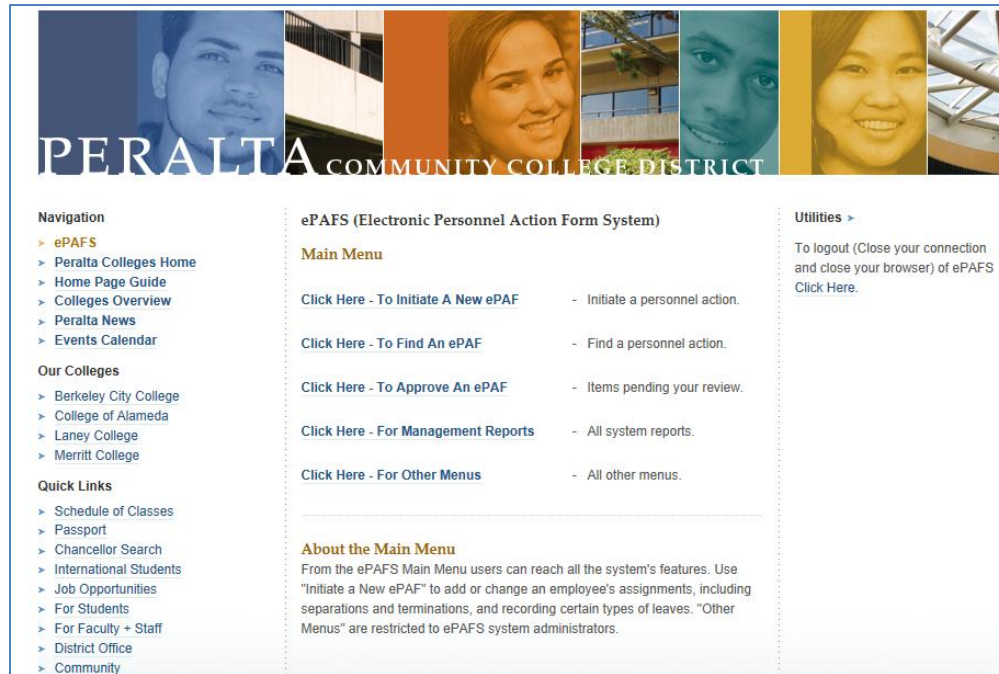 PERALTA COMMUNITY COLLEGE DISTRICT
Navigation
ePAFS
Peralta Colleges Home
Home Page Guide
Colleges Overview
Peralta News
Events Calendar
Our Colleges
Berkeley City College
College of Alameda
Laney College
Merritt College
Quick Links
Schedule of Classes
Passport
Chancellor Search
International Students
Job Opportunities
For Students
For Faculty + Staff
District Office
Community
ePAFS (Electronic Personnel Action Form System)
Main Menu
Click Here - To Initiate A New ePAF - Initiate a personnel action.
Click Here - To Find An ePAF - Find a personnel action.
Click Here - To Approve An ePAF - Items pending your review.
Click Here - For Management Reports - All system reports.
Click Here - For Other Menus - All other menus.
About the Main Menu
From the ePAFS Main Menu users can reach all the system's features. Use
"Initiate a New ePAF" to add or change an employee's assignments, including
separations and terminations, and recording certain types of leaves. "Other
Menus" are restricted to ePAFS system administrators.
Utilities
To logout (Close your connection
and close your browser) of ePAFS
Click Here.